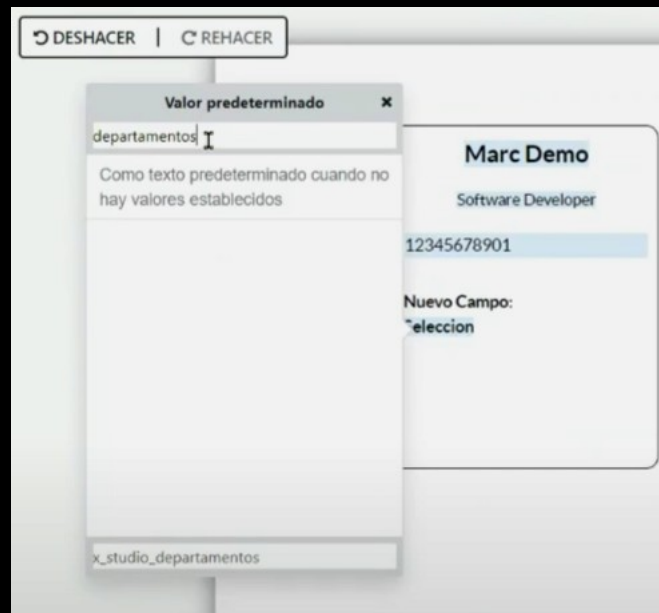 DESHACER | REHACER
Valor predeterminado ×
departamentos
Como texto predeterminado cuando no
hay valores establecidos
x_studio_departamentos
Marc Demo
Software Developer
12345678901
Nuevo Campo:
Seleccion